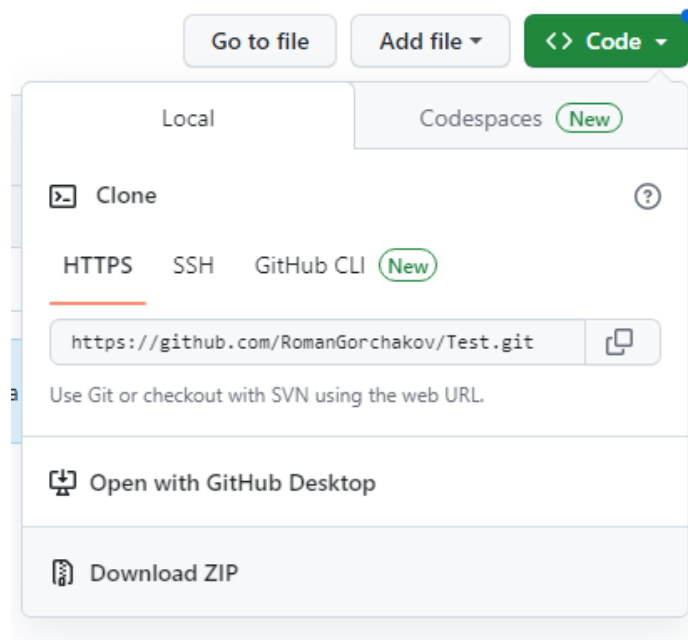 Go to file Add file Code
Local Codespaces New
Clone
HTTPS SSH GitHub CLI New
https://github.com/RomanGorchakov/Test.git
a
Use Git or checkout with SVN using the web URL.
Open with GitHub Desktop
Download ZIP